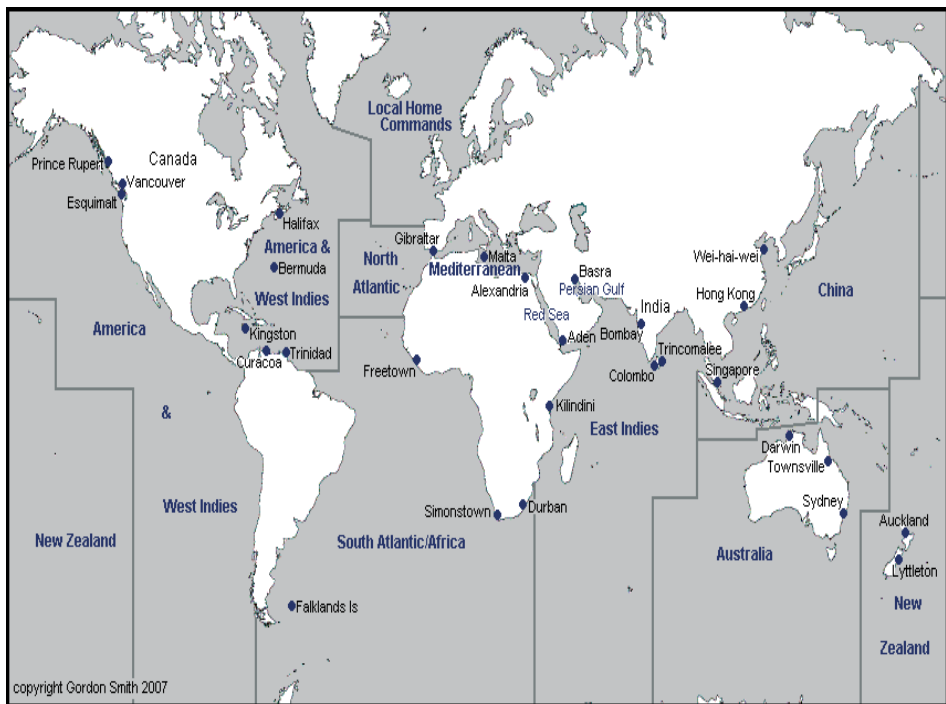 Local Home
Commands
Prince Rupert
Canada
Vancouver
Esquimalt
Halifax
America &
Bermuda
West Indies
North
Atlantic
Gibraltar
Malta
Mediterranean
Alexandria
Basra
Persian Gulf
Red Sea
Aden
India
Bombay
Trincomalee
Colombo
Wei-hai-wei
Hong Kong
China
Singapore
America
Kingston
Curacoa
Trinidad
Freetown
Kilindini
East Indies
&
West Indies
Darwin
Townsville
Sydney
Simonstown
Durban
New Zealand
South Atlantic/Africa
Australia
Auckland
Lyttleton
New
Zealand
Falklands Is
copyright Gordon Smith 2007